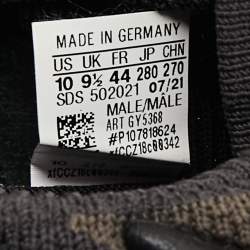 MADE IN GERMANY
US UK FR JP CHN
10 9½ 44 280 270
SDS 502021 07/21
MALE/MÂLE
ART GY5368
#P107818624
xfCCZ18c00342